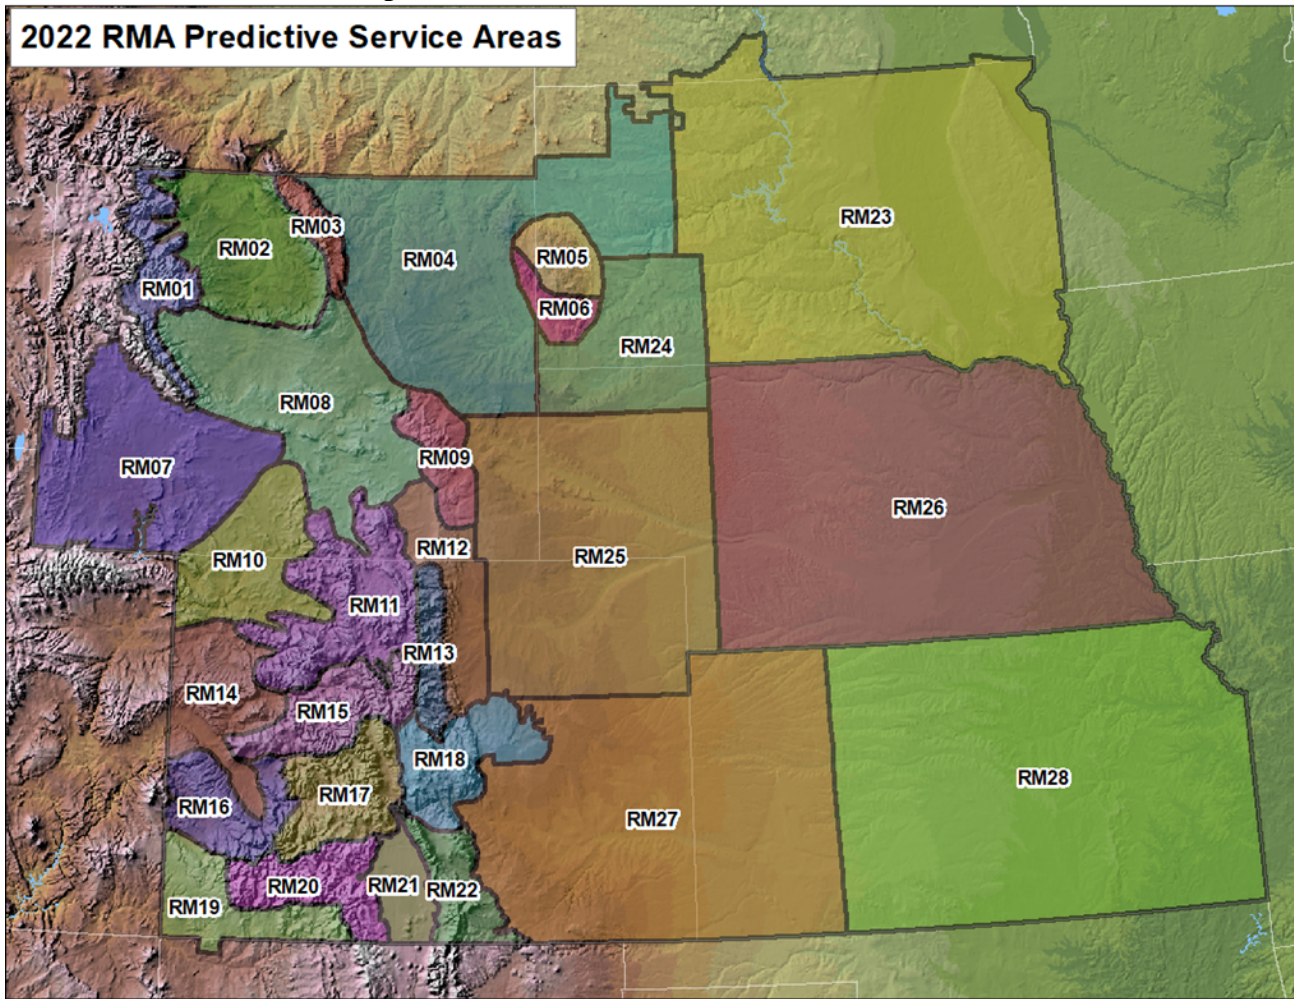 2022 RMA Predictive Service Areas
RM23
RM03
RM02
RM05
RM04
RM01
RM06
RM24
RM08
RM09
RM07
RM26
RM12
RM25
RM10
RM11
RM13
RM14
RM15
RM18
RM28
RM17
RM16
RM27
RM20
RM21
RM22
RM19